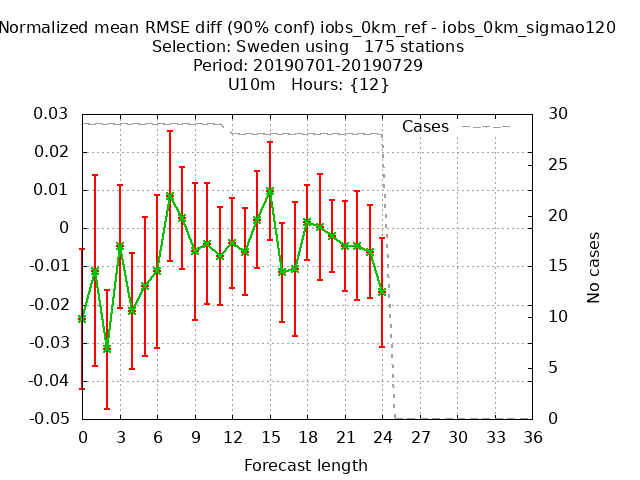 Normalized mean RMSE diff (90% conf) iobs_0km_ref - iobs_0km_sigmao120
Selection: Sweden using   175 stations
Period: 20190701-20190729
U10m   Hours: {12}
Cases
0.03
0.02
0.01
0
-0.01
-0.02
-0.03
-0.04
-0.05
30
25
20
15
10
5
0
No cases
0 3 6 9 12 15 18 21 24 27 30 33 36
Forecast length